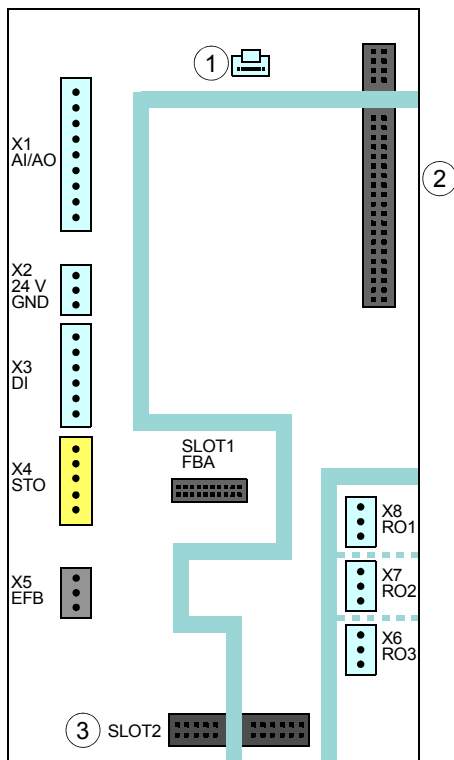 1
X1
AI/AO
2
X2
24 V
GND
X3
DI
SLOT1
FBA
X4
STO
X8
RO1
X5
EFB
X7
RO2
X6
RO3
3 SLOT2